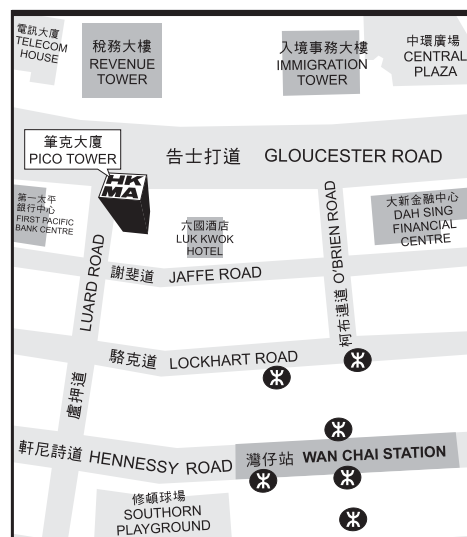 電訊大廈
TELECOM
HOUSE
稅務大樓
REVENUE
TOWER
入境事務大樓
IMMIGRATION
TOWER
中環廣場
CENTRAL
PLAZA
筆克大廈
PICO TOWER
HK
MA
告士打道 GLOUCESTER ROAD
第一太平
銀行中心
FIRST PACIFIC
BANK CENTRE
六國酒店
LUK KWOK
HOTEL
大新金融中心
DAH SING
FINANCIAL
CENTRE
柯布連道 O'BRIEN ROAD
LUARD ROAD
盧押道
謝斐道 JAFFE ROAD
駱克道 LOCKHART ROAD
軒尼詩道 HENNESSY ROAD
灣仔站 WAN CHAI STATION
修頓球場
SOUTHORN
PLAYGROUND